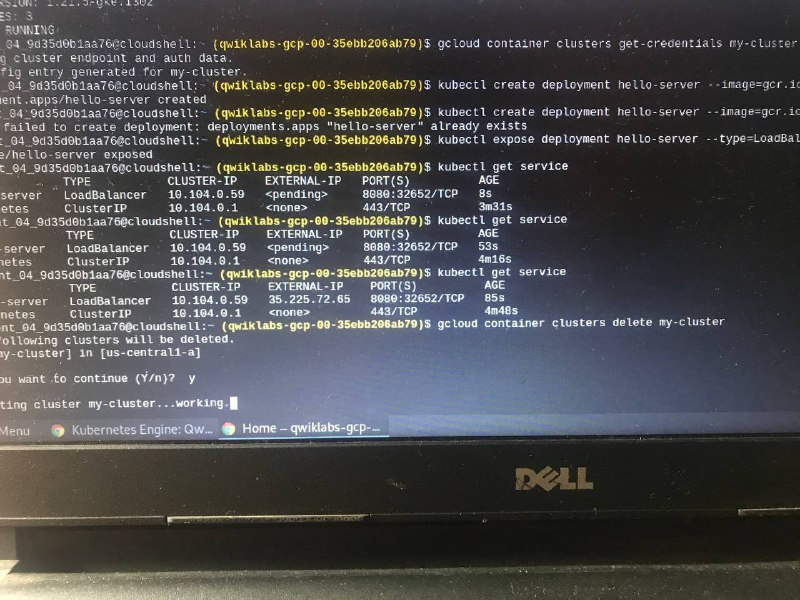 RSION: 1.21.5-gke.1302
ES: 3
RUNNING
_04_9d35d0b1aa76@cloudshell:~ (qwiklabs-gcp-00-35ebb206ab79)$ gcloud container clusters get-credentials my-cluster
g cluster endpoint and auth data.
fig entry generated for my-cluster.
t_04_9d35d0b1aa76@cloudshell:~ (qwiklabs-gcp-00-35ebb206ab79)$ kubectl create deployment hello-server --image=gcr.io
ment.apps/hello-server created
t_04_9d35d0b1aa76@cloudshell:~ (qwiklabs-gcp-00-35ebb206ab79)$ kubectl create deployment hello-server --image=gcr.io
failed to create deployment: deployments.apps "hello-server" already exists
t_04_9d35d0b1aa76@cloudshell:~ (qwiklabs-gcp-00-35ebb206ab79)$ kubectl expose deployment hello-server --type=LoadBal
e/hello-server exposed
nt_04_9d35d0b1aa76@cloudshell:~ (qwiklabs-gcp-00-35ebb206ab79)$ kubectl get service
TYPE CLUSTER-IP EXTERNAL-IP PORT(S) AGE
server LoadBalancer 10.104.0.59 <pending> 8080:32652/TCP 8s
netes ClusterIP 10.104.0.1 <none> 443/TCP 3m31s
nt_04_9d35d0b1aa76@cloudshell:~ (qwiklabs-gcp-00-35ebb206ab79)$ kubectl get service
TYPE CLUSTER-IP EXTERNAL-IP PORT(S) AGE
-server LoadBalancer 10.104.0.59 <pending> 8080:32652/TCP 53s
netes ClusterIP 10.104.0.1 <none> 443/TCP 4m16s
ent_04_9d35d0b1aa76@cloudshell:~ (qwiklabs-gcp-00-35ebb206ab79)$ kubectl get service
TYPE CLUSTER-IP EXTERNAL-IP PORT(S) AGE
-server LoadBalancer 10.104.0.59 35.225.72.65 8080:32652/TCP 85s
rnetes ClusterIP 10.104.0.1 <none> 443/TCP 4m48s
ent_04_9d35d0b1aa76@cloudshell:~ (qwiklabs-gcp-00-35ebb206ab79)$ gcloud container clusters delete my-cluster
following clusters will be deleted.
my-cluster] in [us-central1-a]
ou want to continue (Y/n)? y
ting cluster my-cluster...working.
Menu Kubernetes Engine: Qw... Home – qwiklabs-gcp-...
DELL